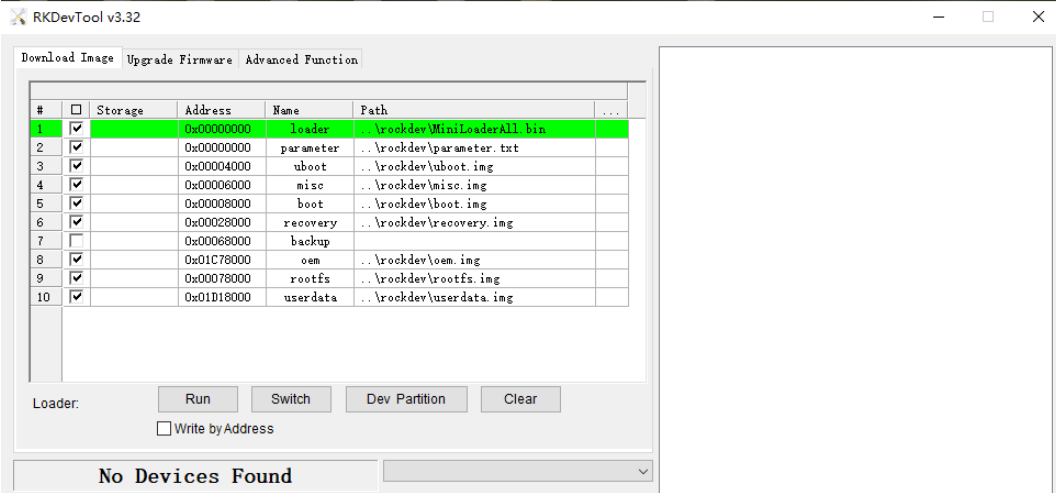 RKDevTool v3.32
Download Image Upgrade Firmware Advanced Function
# Storage Address Name Path ...
1 0x00000000 loader ..\rockdev\MiniLoaderAll.bin
2 0x00000000 parameter ..\rockdev\parameter.txt
3 0x00004000 uboot ..\rockdev\uboot.img
4 0x00006000 misc ..\rockdev\misc.img
5 0x00008000 boot ..\rockdev\boot.img
6 0x00028000 recovery ..\rockdev\recovery.img
7 0x00068000 backup
8 0x01C78000 oem ..\rockdev\oem.img
9 0x00078000 rootfs ..\rockdev\rootfs.img
10 0x01D18000 userdata ..\rockdev\userdata.img
Loader: Run Switch Dev Partition Clear
Write by Address
No Devices Found